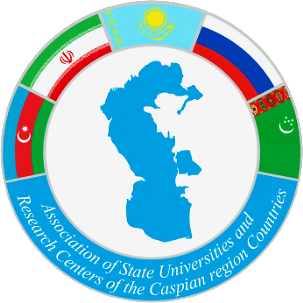 Association of State Universities and
Research Centers of the Caspian region Countries